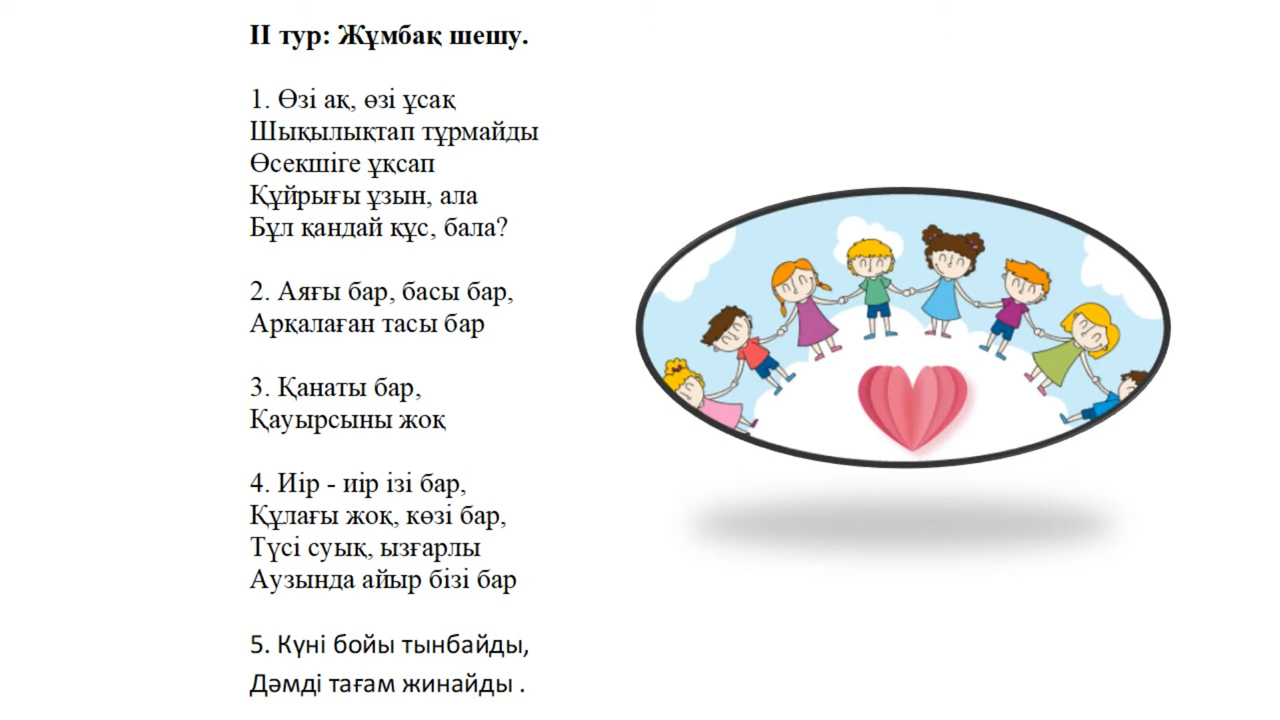 II тур: Жұмбақ шешу.
1. Өзі ақ, өзі ұсақ
Шықылықтап тұрмайды
Өсекшіге ұқсап
Құйрығы ұзын, ала
Бұл қандай құс, бала?
2. Аяғы бар, басы бар,
Арқалаған тасы бар
3. Қанаты бар,
Қауырсыны жоқ
4. Иір - иір ізі бар,
Құлағы жоқ, көзі бар,
Түсі суық, ызғарлы
Аузында айыр бізі бар
5. Күні бойы тынбайды,
Дәмді тағам жинайды .